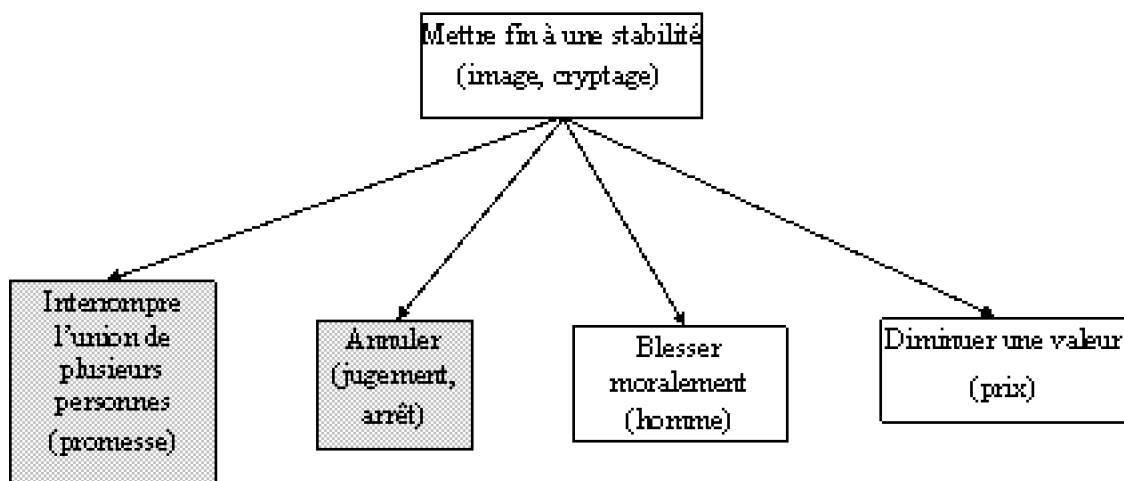 Mettre fin à une stabilité
(image, cryptage)
Interrompre
l'union de
plusieurs
personnes
(promesse)
Annuler
(jugement,
arrêt)
Blesser
moralement
(homme)
Diminuer une valeur
(prix)